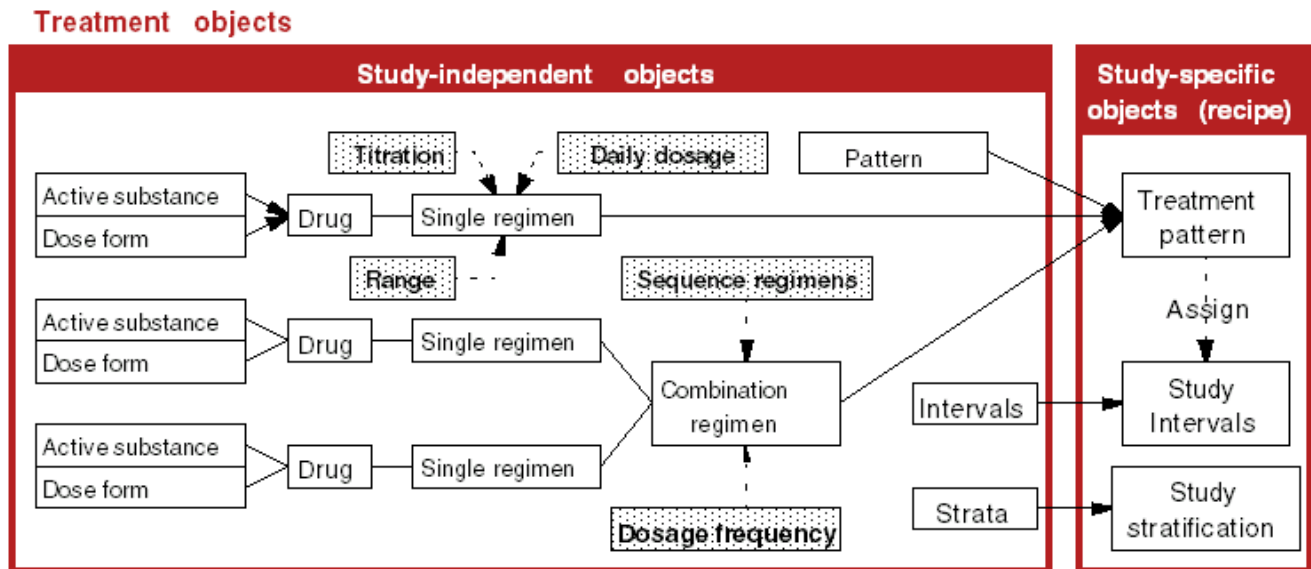 Treatment objects
Study-independent objects
Study-specific
objects (recipe)
Titration
Daily dosage
Pattern
Active substance
Dose form
Drug
Single regimen
Treatment
pattern
Range
Sequence regimens
Assign
Active substance
Dose form
Drug
Single regimen
Combination
regimen
Intervals
Study
Intervals
Active substance
Dose form
Drug
Single regimen
Dosage frequency
Strata
Study
stratification